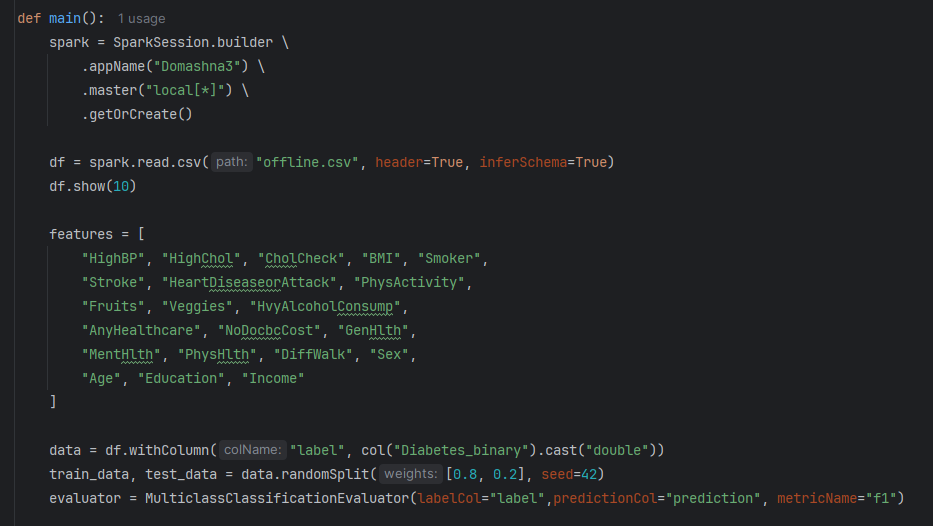 def main():  1 usage
    spark = SparkSession.builder \
        .appName("Domashna3") \
        .master("local[*]") \
        .getOrCreate()
    df = spark.read.csv( path: "offline.csv", header=True, inferSchema=True)
    df.show(10)
    features = [
        "HighBP", "HighChol", "CholCheck", "BMI", "Smoker",
        "Stroke", "HeartDiseaseorAttack", "PhysActivity",
        "Fruits", "Veggies", "HvyAlcoholConsump",
        "AnyHealthcare", "NoDocbcCost", "GenHlth",
        "MentHlth", "PhysHlth", "DiffWalk", "Sex",
        "Age", "Education", "Income"
    ]
    data = df.withColumn( colName: "label", col("Diabetes_binary").cast("double"))
    train_data, test_data = data.randomSplit( weights: [0.8, 0.2], seed=42)
    evaluator = MulticlassClassificationEvaluator(labelCol="label",predictionCol="prediction", metricName="f1")